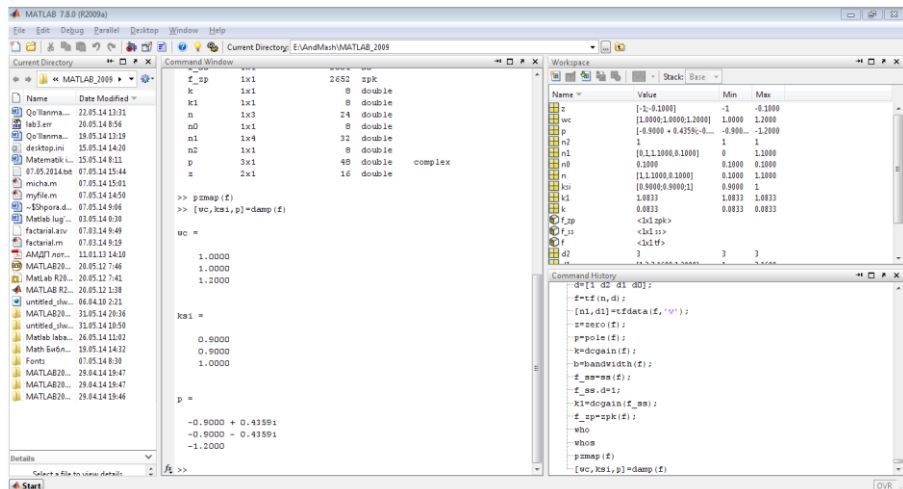 MATLAB 7.8.0 (R2009a)
File Edit Debug Parallel Desktop Window Help
Current Directory: E:\AndMash\MATLAB_2009
Current Directory
« MATLAB_2009
Name Date Modified
Qo'llanma... 22.05.14 13:31
lab3.err 20.05.14 8:56
Qo'llanma... 19.05.14 13:19
desktop.ini 15.05.14 14:20
Matematik i... 15.05.14 8:11
07.05.2014.txt 07.05.14 15:44
micha.m 07.05.14 15:01
myfile.m 07.05.14 14:50
~$Shpora.d... 07.05.14 9:06
Matlab lug'... 03.05.14 0:30
factarial.asv 07.03.14 9:49
factarial.m 07.03.14 9:19
АМДП лот... 11.01.13 14:10
MATLAB20... 20.05.12 7:46
MatLab R20... 20.05.12 7:41
MATLAB R2... 20.05.12 1:38
untitled_slw... 06.04.10 2:21
MATLAB20... 31.05.14 20:36
untitled_slw... 31.05.14 10:50
Matlab laba... 26.05.14 11:02
Math Библ... 19.05.14 14:32
Fonts 07.05.14 8:30
MATLAB20... 29.04.14 19:47
MATLAB20... 29.04.14 19:47
MATLAB20... 29.04.14 19:46
Details
Select a file to view details
Start
Command Window
f_zp 1x1 2652 zpk
k 1x1 8 double
k1 1x1 8 double
n 1x3 24 double
n0 1x1 8 double
n1 1x4 32 double
n2 1x1 8 double
p 3x1 48 double complex
z 2x1 16 double
>> pzmap(f)
>> [wc,ksi,p]=damp(f)
wc =
1.0000
1.0000
1.2000
ksi =
0.9000
0.9000
1.0000
p =
-0.9000 + 0.4359i
-0.9000 - 0.4359i
-1.2000
fx >>
Workspace
Stack: Base
Name Value Min Max
z [-1;-0.1000] -1 -0.1000
wc [1.0000;1.0000;1.2000] 1.0000 1.2000
p [-0.9000 + 0.4359i;-0.... -0.900... -1.2000
n2 1 1 1
n1 [0,1,1.1000,0.1000] 0 1.1000
n0 0.1000 0.1000 0.1000
n [1,1.1000,0.1000] 0.1000 1.1000
ksi [0.9000;0.9000;1] 0.9000 1
k1 1.0833 1.0833 1.0833
k 0.0833 0.0833 0.0833
f_zp <1x1 zpk>
f_ss <1x1 ss>
f <1x1 tf>
d2 3 3 3
Command History
d=[1 d2 d1 d0];
f=tf(n,d);
[n1,d1]=tfdata(f,'v');
z=zero(f);
p=pole(f);
k=dcgain(f);
b=bandwidth(f);
f_ss=ss(f);
f_ss.d=1;
k1=dcgain(f_ss);
f_zp=zpk(f);
who
whos
pzmap(f)
[wc,ksi,p]=damp(f)
OVR